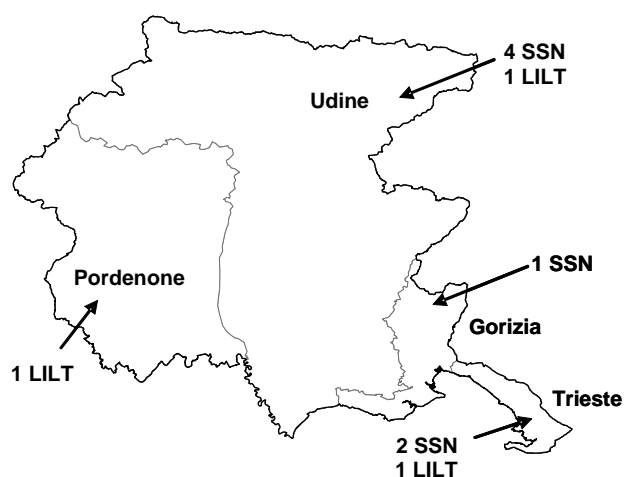 4 SSN
1 LILT
Udine
1 SSN
Pordenone
Gorizia
1 LILT
Trieste
2 SSN
1 LILT